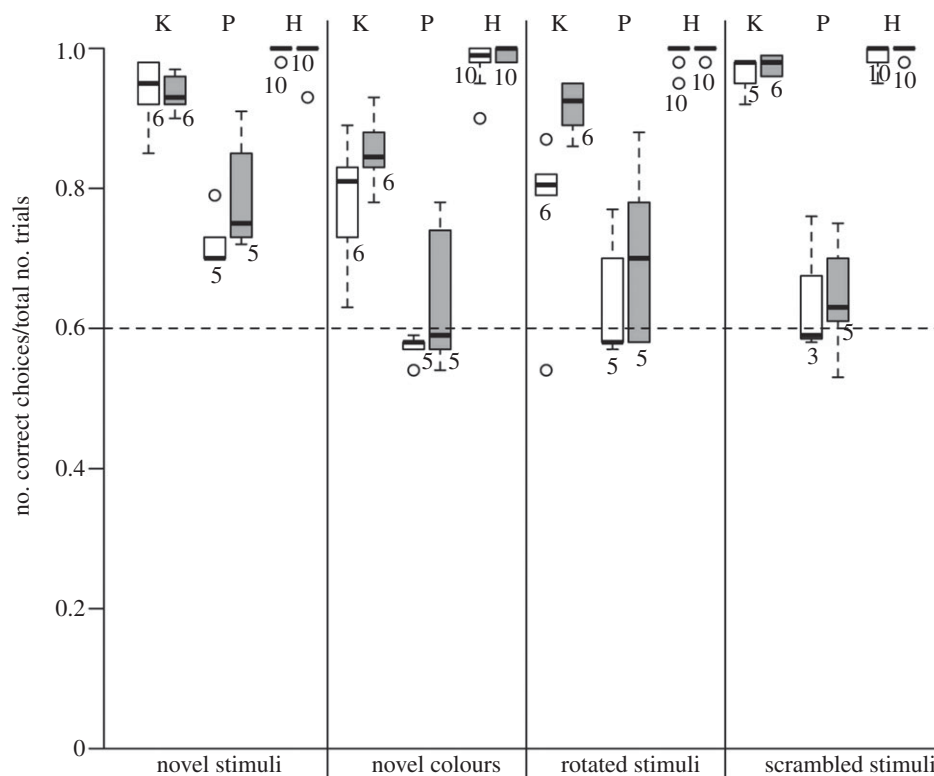 K P H K P H K P H K P H
1.0
0.8
0.6
0.4
0.2
0
no. correct choices/total no. trials
6 6 5 5 10 10
6 6 5 5 10 10
6 6 5 5 10 10
5 6 3 5 10 10
novel stimuli novel colours rotated stimuli scrambled stimuli